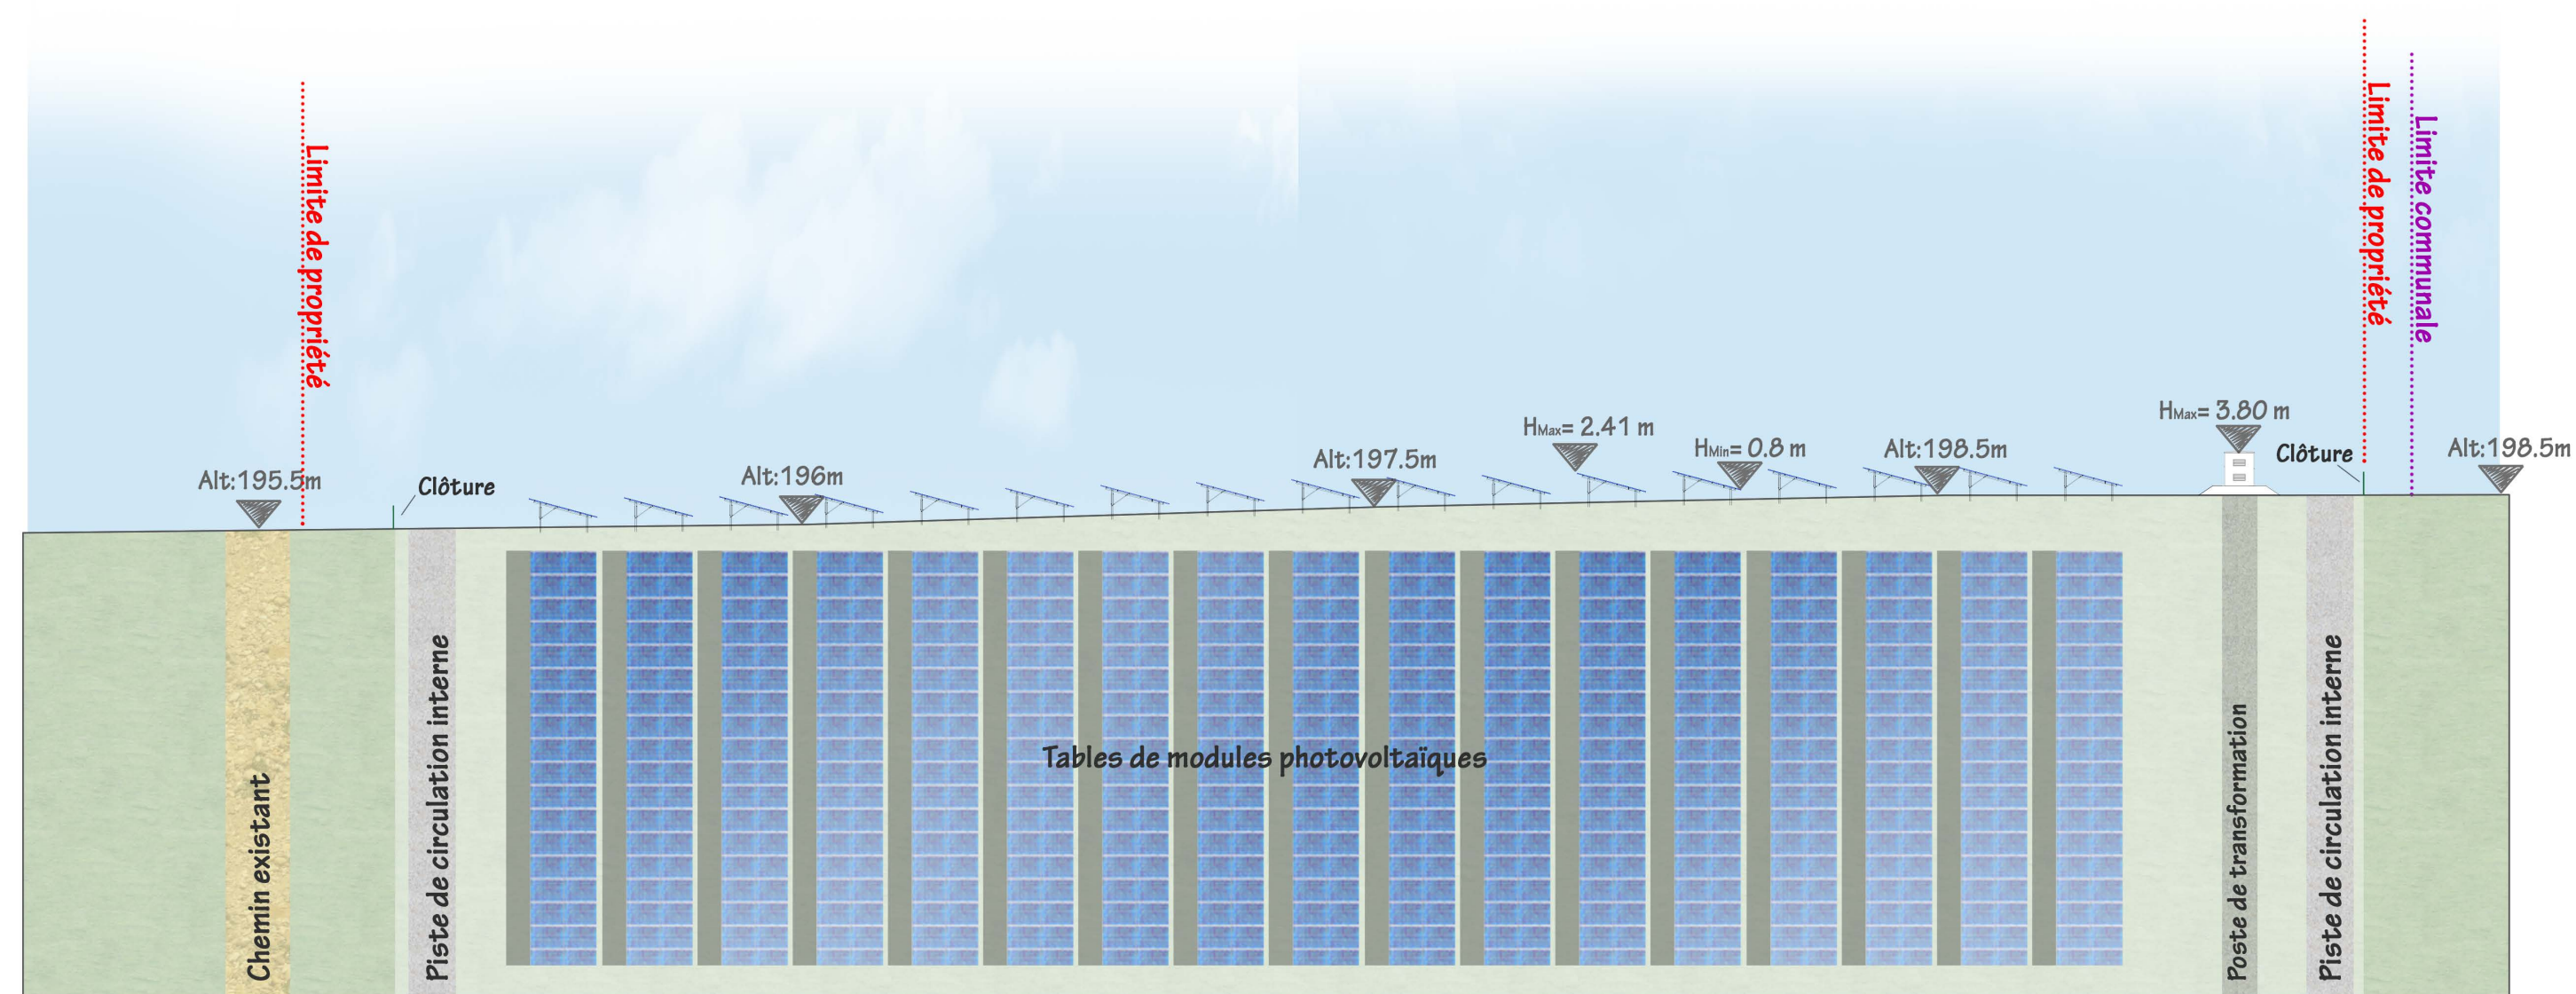 Limite de propriété
Limite de propriété
Limite communale
Alt:195.5m
Clôture
Alt:196m
Alt:197.5m
HMax= 2.41 m
HMin= 0.8 m
Alt:198.5m
HMax= 3.80 m
Clôture
Alt:198.5m
Chemin existant
Piste de circulation interne
Tables de modules photovoltaïques
Poste de transformation
Piste de circulation interne